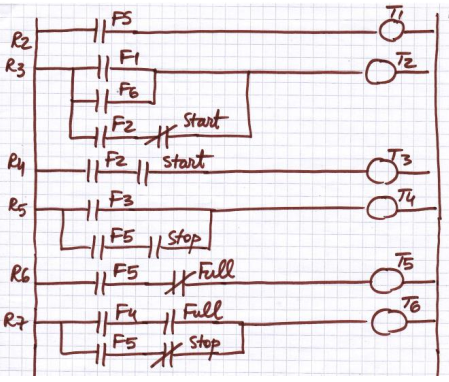 R2 FS T1
R3 F1 T2
F6
F2 Start
R4 F2 Start T3
R5 F3 T4
F5 Stop
R6 F5 Full T5
R7 F4 Full T6
F5 Stop